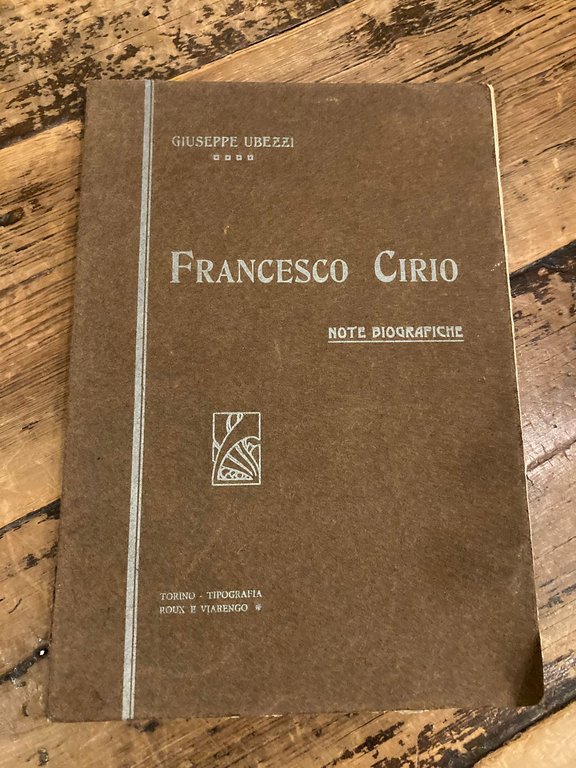 GIUSEPPE UBEZZI
FRANCESCO CIRIO
NOTE BIOGRAFICHE
TORINO - TIPOGRAFIA
ROUX E VIARENGO *